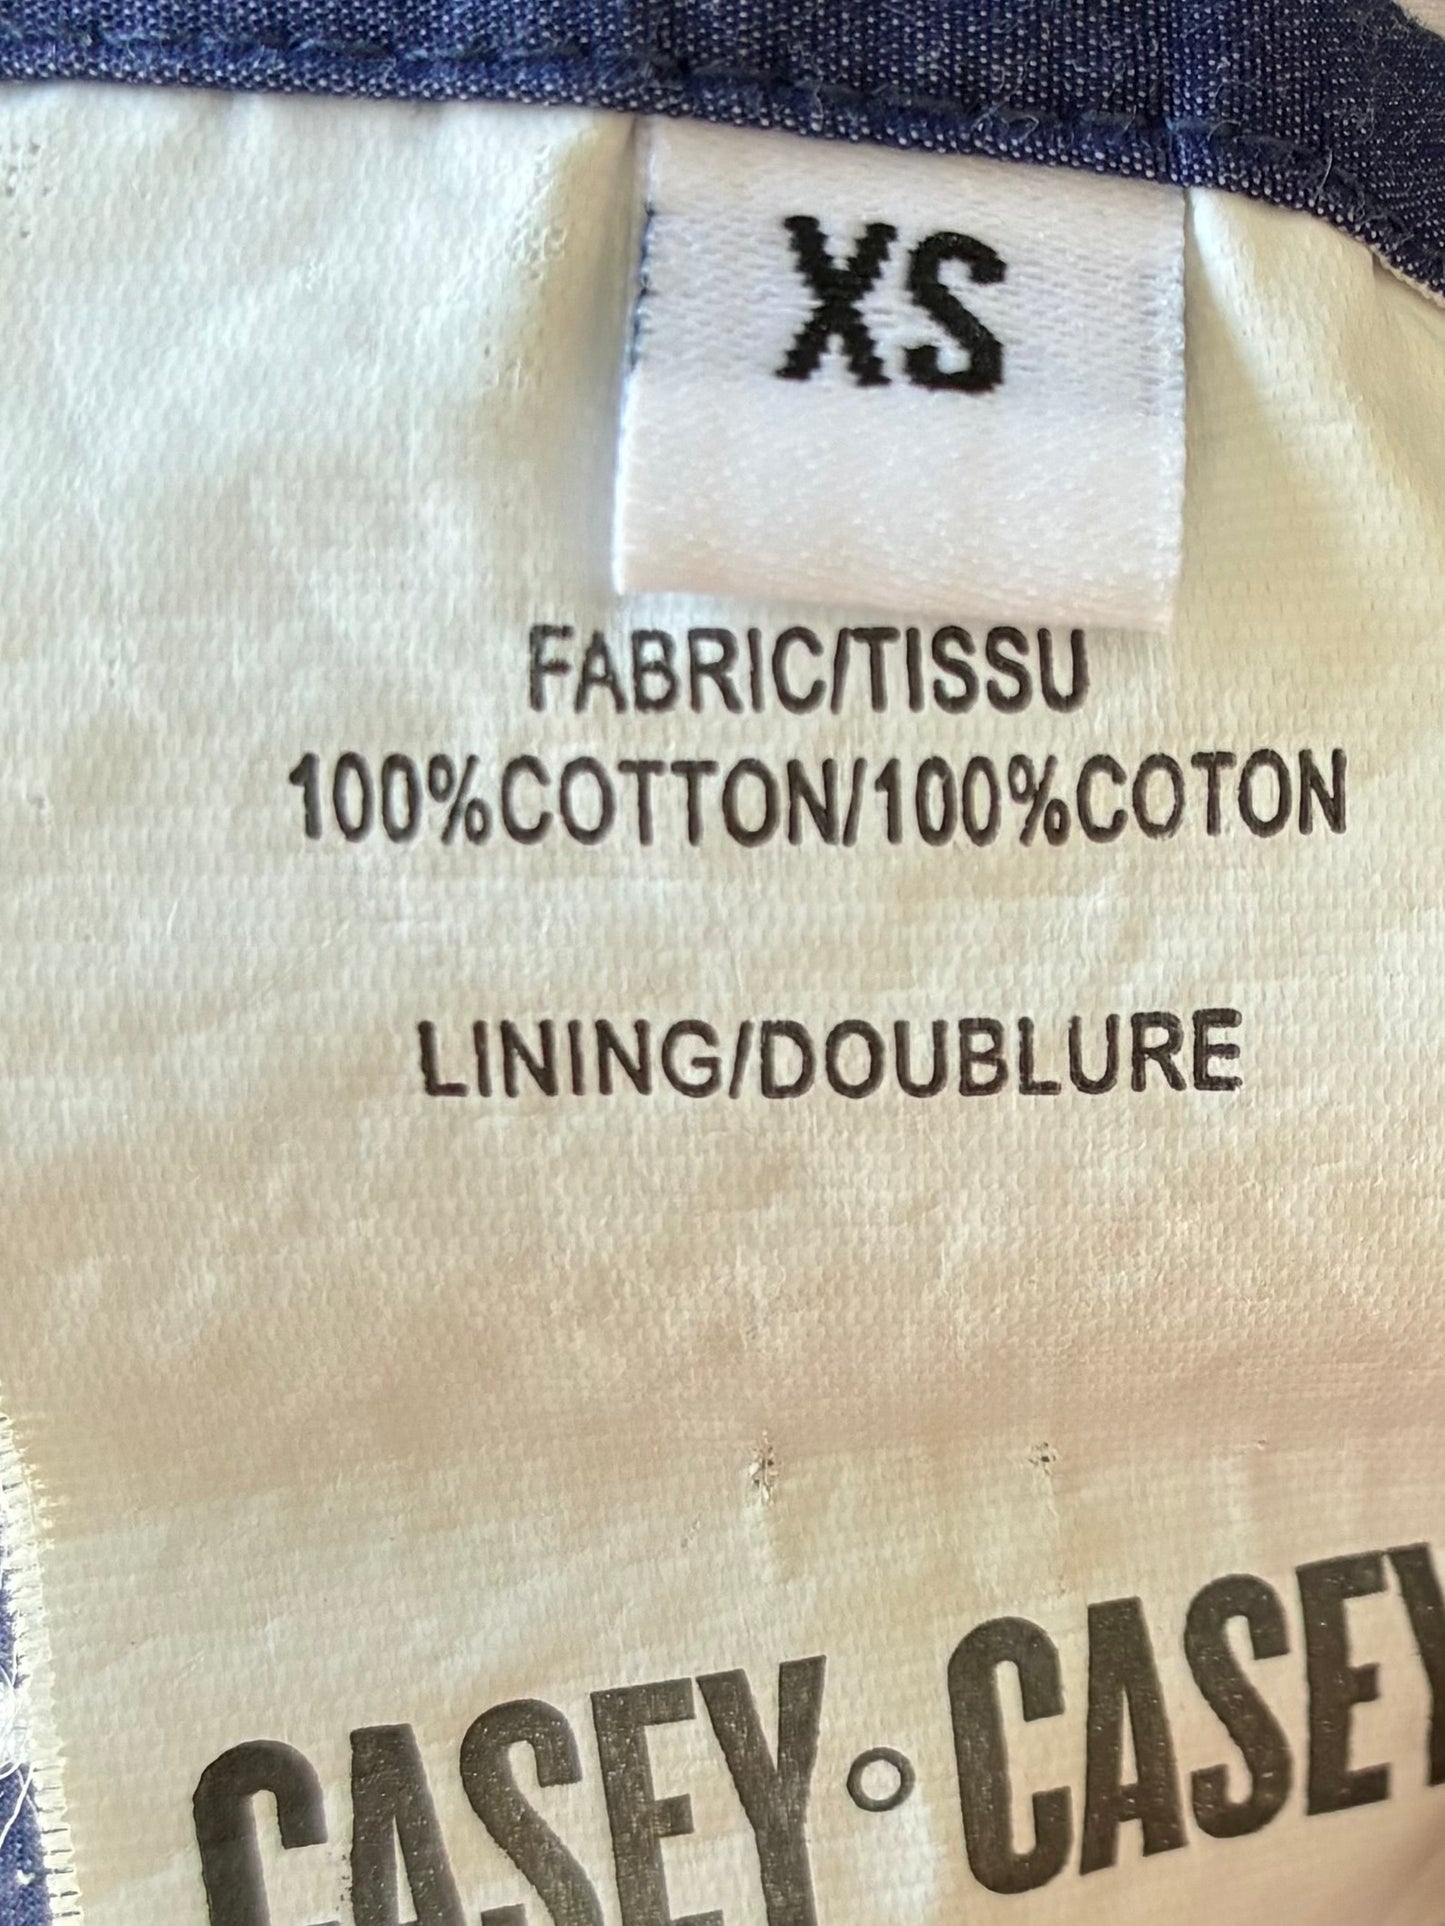 XS
FABRIC/TISSU
100%COTTON/100%COTON
LINING/DOUBLURE
CASEY CASEY